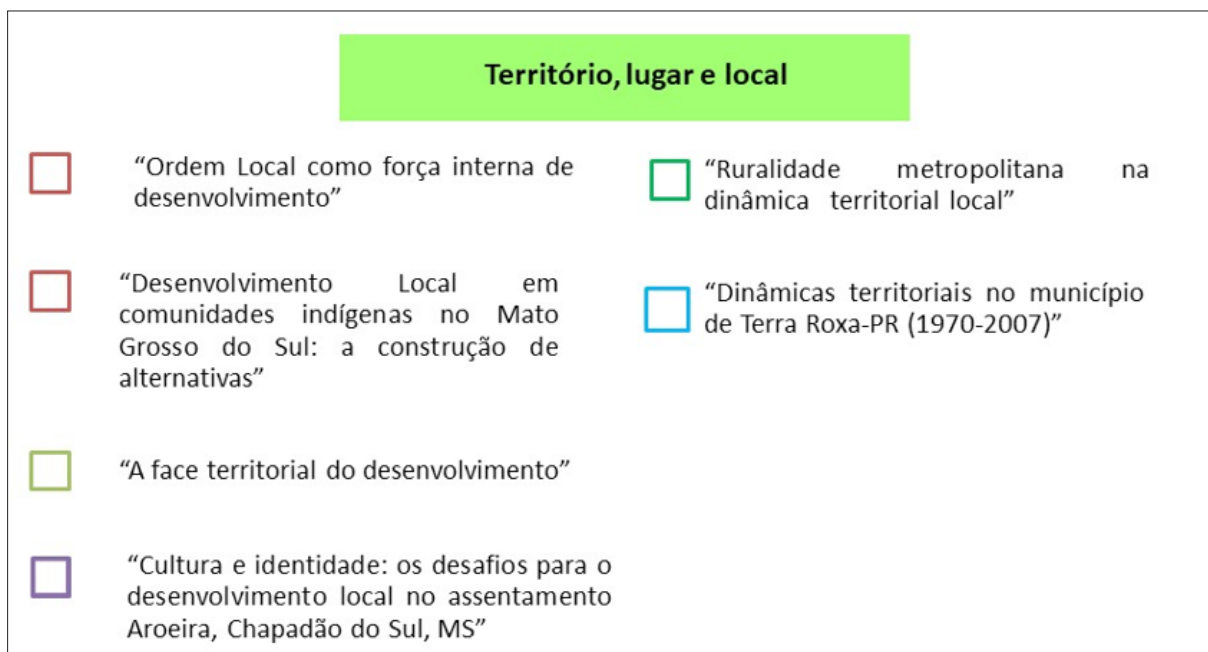 Território, lugar e local
“Ordem Local como força interna de
desenvolvimento”
“Desenvolvimento Local em
comunidades indígenas no Mato
Grosso do Sul: a construção de
alternativas”
“A face territorial do desenvolvimento”
“Cultura e identidade: os desafios para o
desenvolvimento local no assentamento
Aroeira, Chapadão do Sul, MS”
“Ruralidade metropolitana na
dinâmica territorial local”
“Dinâmicas territoriais no município
de Terra Roxa-PR (1970-2007)”